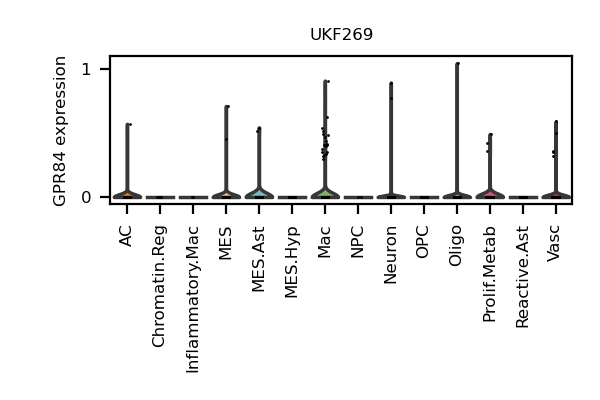 UKF269
GPR84 expression
1
0
AC
Chromatin.Reg
Inflammatory.Mac
MES
MES.Ast
MES.Hyp
Mac
NPC
Neuron
OPC
Oligo
Prolif.Metab
Reactive.Ast
Vasc